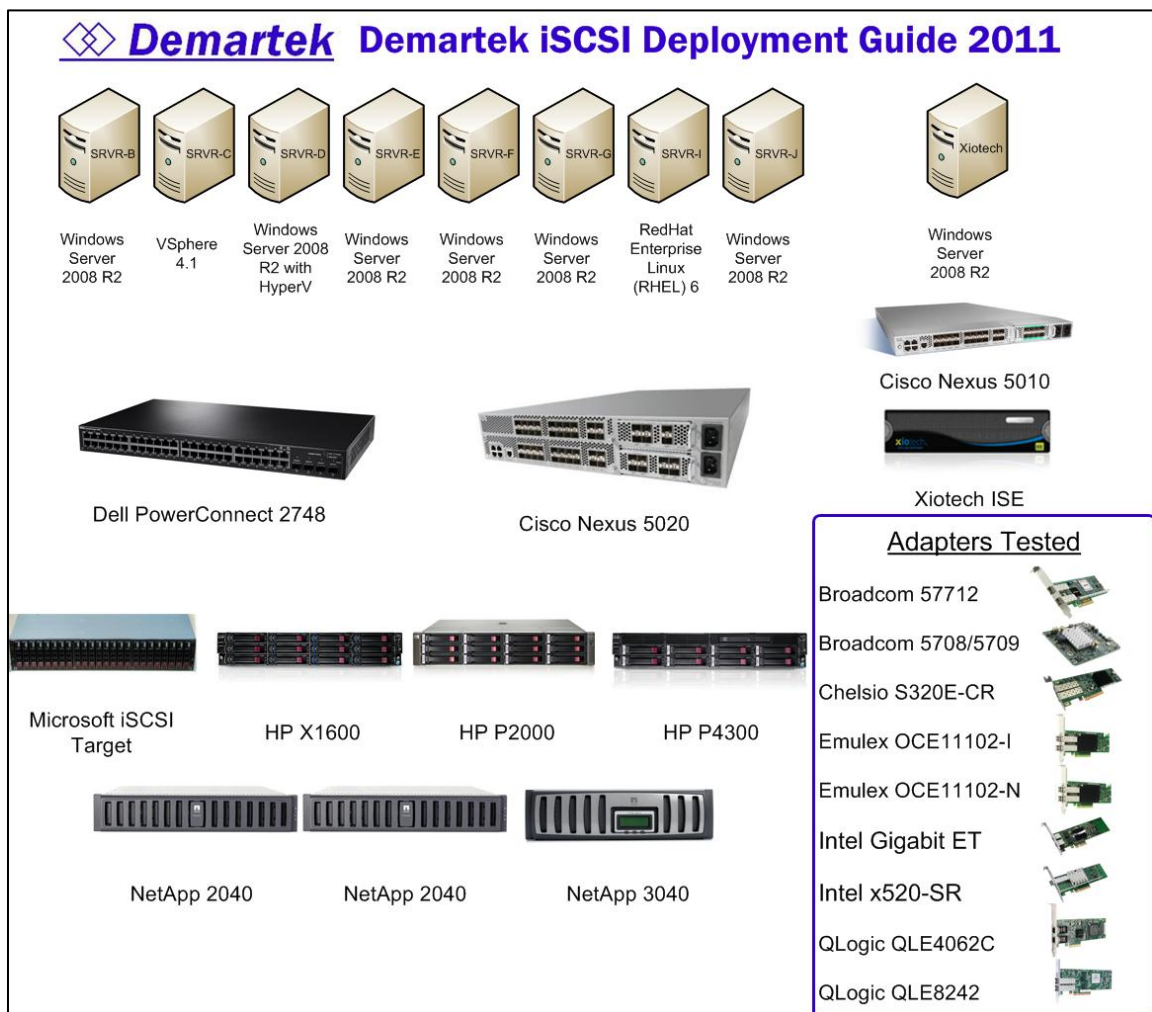 Demartek Demartek iSCSI Deployment Guide 2011
SRVR-B
SRVR-C
SRVR-D
SRVR-E
SRVR-F
SRVR-G
SRVR-I
SRVR-J
Xiotech
Windows
Server
2008 R2
VSphere
4.1
Windows
Server 2008
R2 with
HyperV
Windows
Server
2008 R2
Windows
Server
2008 R2
Windows
Server
2008 R2
RedHat
Enterprise
Linux
(RHEL) 6
Windows
Server
2008 R2
Windows
Server
2008 R2
Cisco Nexus 5010
xiotech
Xiotech ISE
Dell PowerConnect 2748
Cisco Nexus 5020
Microsoft iSCSI
Target
HP X1600
HP P2000
HP P4300
NetApp 2040
NetApp 2040
NetApp 3040
Adapters Tested
Broadcom 57712
Broadcom 5708/5709
Chelsio S320E-CR
Emulex OCE11102-I
Emulex OCE11102-N
Intel Gigabit ET
Intel x520-SR
QLogic QLE4062C
QLogic QLE8242